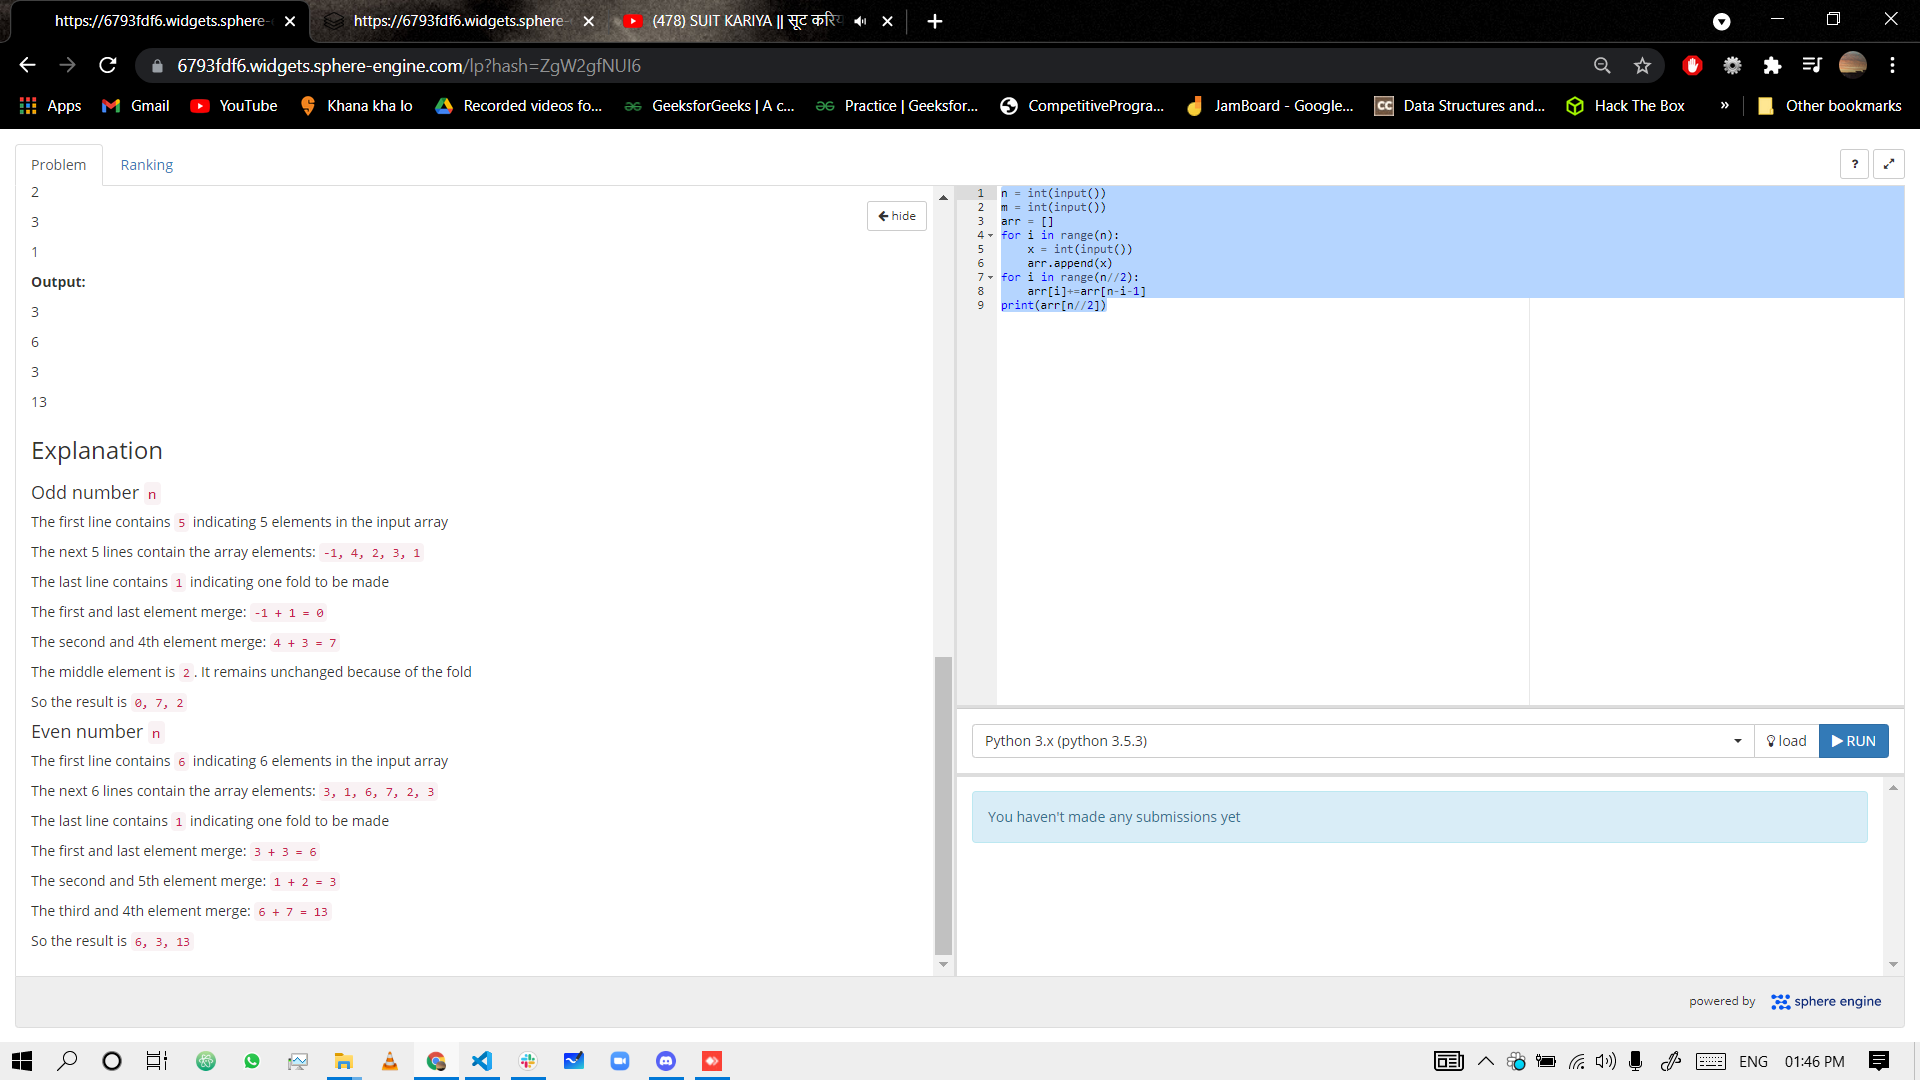 https://6793fdf6.widgets.sphere-
https://6793fdf6.widgets.sphere-
(478) SUIT KARIYA || सूट करिय
6793fdf6.widgets.sphere-engine.com/lp?hash=ZgW2gfNUI6
Apps
Gmail
YouTube
Khana kha lo
Recorded videos fo...
GeeksforGeeks | A c...
Practice | Geeksfor...
CompetitiveProgra...
JamBoard - Google...
CC
Data Structures and...
Hack The Box
»
Other bookmarks
Problem
Ranking
?
2
3
1
hide
Output:
3
6
3
13
Explanation
Odd number n
The first line contains 5 indicating 5 elements in the input array
The next 5 lines contain the array elements: -1, 4, 2, 3, 1
The last line contains 1 indicating one fold to be made
The first and last element merge: -1 + 1 = 0
The second and 4th element merge: 4 + 3 = 7
The middle element is 2 . It remains unchanged because of the fold
So the result is 0, 7, 2
Even number n
The first line contains 6 indicating 6 elements in the input array
The next 6 lines contain the array elements: 3, 1, 6, 7, 2, 3
The last line contains 1 indicating one fold to be made
The first and last element merge: 3 + 3 = 6
The second and 5th element merge: 1 + 2 = 3
The third and 4th element merge: 6 + 7 = 13
So the result is 6, 3, 13
1 n = int(input())
2 m = int(input())
3 arr = []
4 for i in range(n):
5 x = int(input())
6 arr.append(x)
7 for i in range(n//2):
8 arr[i]+=arr[n-i-1]
9 print(arr[n//2])
Python 3.x (python 3.5.3)
load
RUN
You haven't made any submissions yet
powered by sphere engine
ENG
01:46 PM